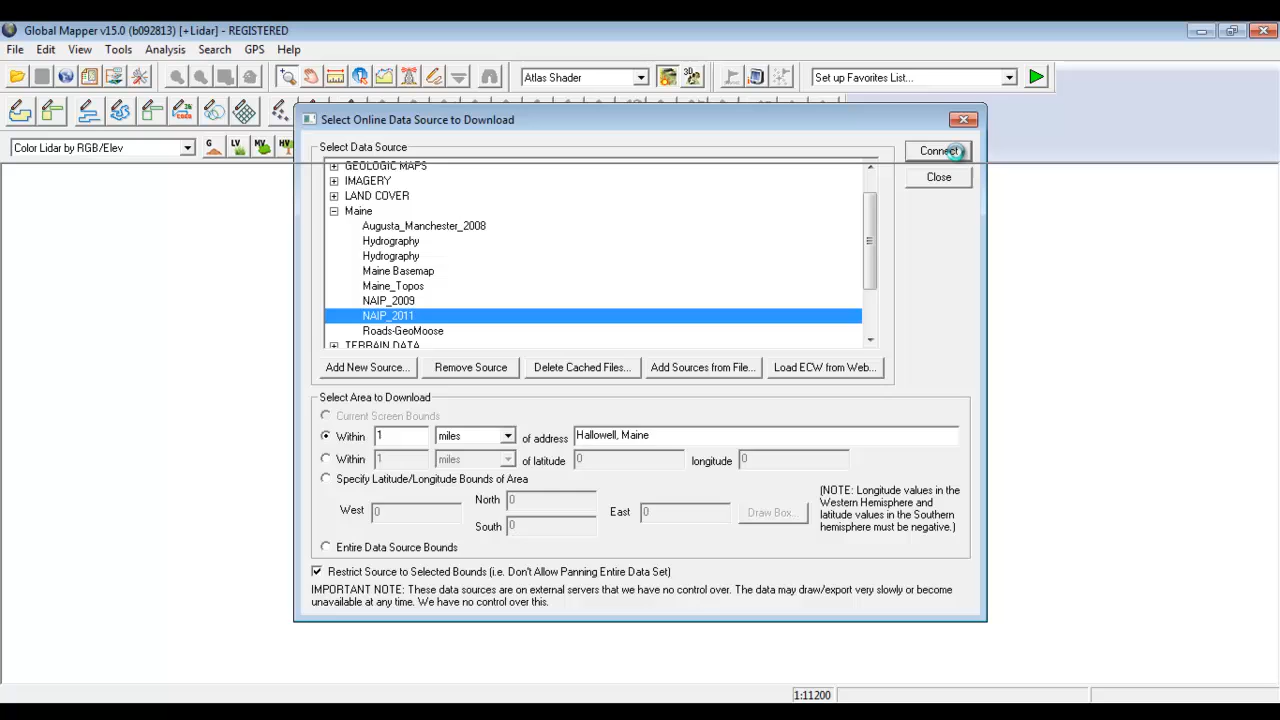 Global Mapper v15.0 (b092813) [+Lidar] - REGISTERED
File Edit View Tools Analysis Search GPS Help
Atlas Shader
Set up Favorites List...
Color Lidar by RGB/Elev
G LV MV HV
Select Online Data Source to Download
Select Data Source
GEOLOGIC MAPS
IMAGERY
LAND COVER
Maine
Augusta_Manchester_2008
Hydrography
Hydrography
Maine Basemap
Maine_Topos
NAIP_2009
NAIP_2011
Roads-GeoMoose
TERRAIN DATA
Connect
Close
Add New Source... Remove Source Delete Cached Files... Add Sources from File... Load ECW from Web...
Select Area to Download
Current Screen Bounds
Within 1 miles of address Hallowell, Maine
Within 1 miles of latitude 0 longitude 0
Specify Latitude/Longitude Bounds of Area
North 0
West 0 East 0 Draw Box...
South 0
(NOTE: Longitude values in the
Western Hemisphere and
latitude values in the Southern
hemisphere must be negative.)
Entire Data Source Bounds
Restrict Source to Selected Bounds (i.e. Don't Allow Panning Entire Data Set)
IMPORTANT NOTE: These data sources are on external servers that we have no control over. The data may draw/export very slowly or become
unavailable at any time. We have no control over this.
1:11200